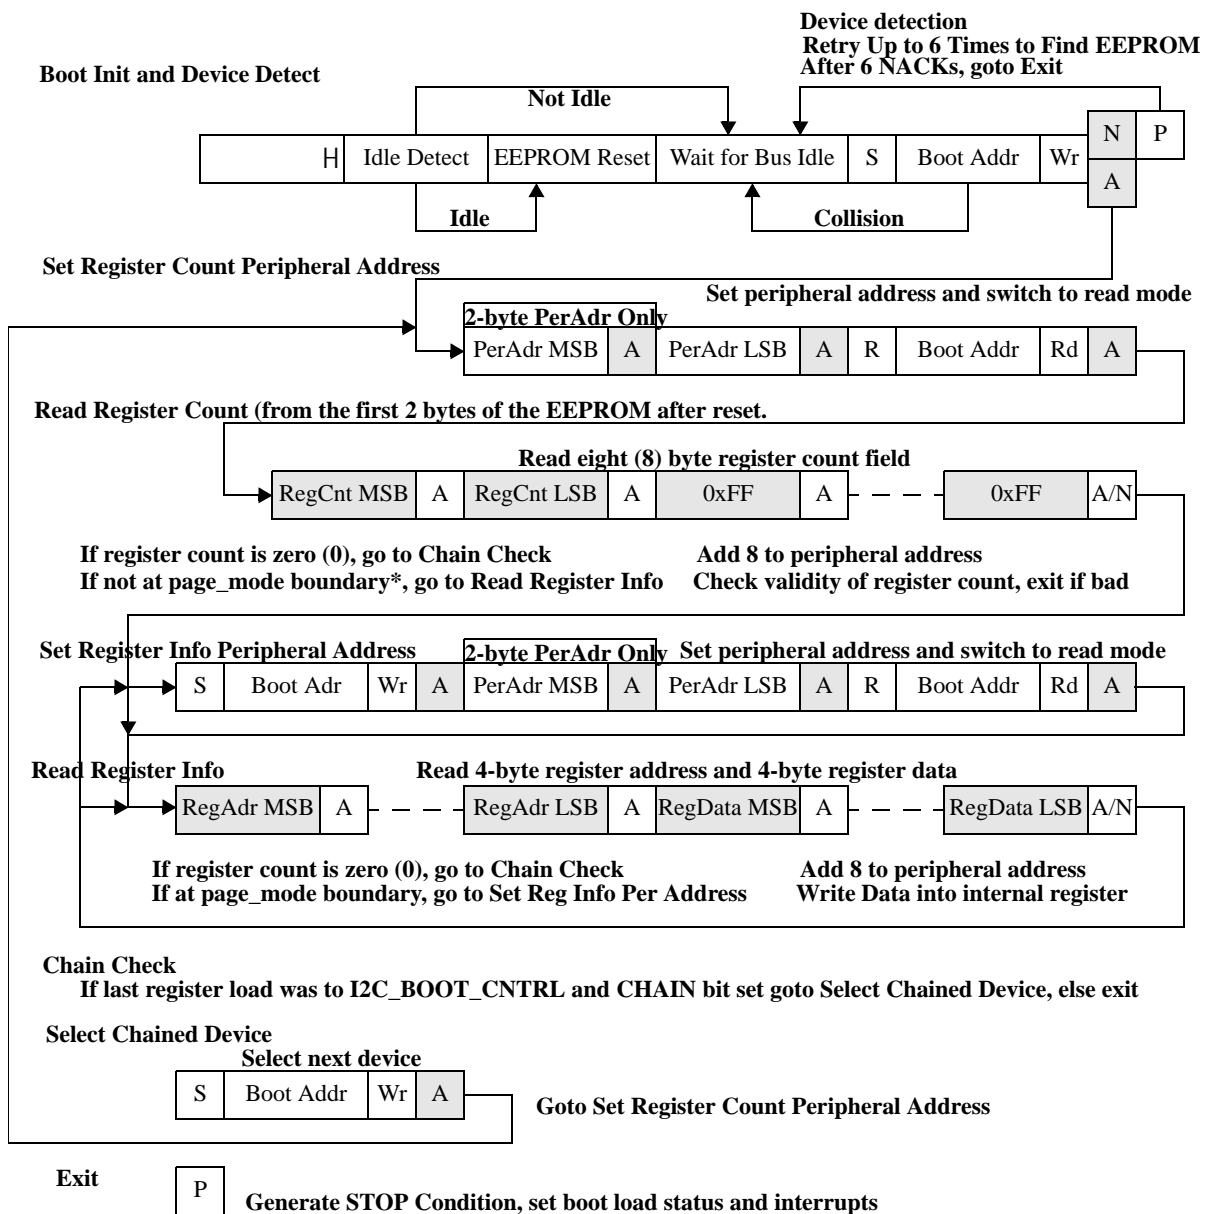 Device detection
Retry Up to 6 Times to Find EEPROM
After 6 NACKs, goto Exit
Boot Init and Device Detect
Not Idle
H Idle Detect EEPROM Reset Wait for Bus Idle S Boot Addr Wr N P
A
Idle
Collision
Set Register Count Peripheral Address
Set peripheral address and switch to read mode
2-byte PerAdr Only
PerAdr MSB A PerAdr LSB A R Boot Addr Rd A
Read Register Count (from the first 2 bytes of the EEPROM after reset.
Read eight (8) byte register count field
RegCnt MSB A RegCnt LSB A 0xFF A 0xFF A/N
If register count is zero (0), go to Chain Check
Add 8 to peripheral address
If not at page_mode boundary*, go to Read Register Info
Check validity of register count, exit if bad
Set Register Info Peripheral Address
2-byte PerAdr Only
Set peripheral address and switch to read mode
S Boot Adr Wr A PerAdr MSB A PerAdr LSB A R Boot Addr Rd A
Read Register Info
Read 4-byte register address and 4-byte register data
RegAdr MSB A RegAdr LSB A RegData MSB A RegData LSB A/N
If register count is zero (0), go to Chain Check
Add 8 to peripheral address
If at page_mode boundary, go to Set Reg Info Per Address
Write Data into internal register
Chain Check
If last register load was to I2C_BOOT_CNTRL and CHAIN bit set goto Select Chained Device, else exit
Select Chained Device
Select next device
S Boot Addr Wr A
Goto Set Register Count Peripheral Address
Exit
P
Generate STOP Condition, set boot load status and interrupts